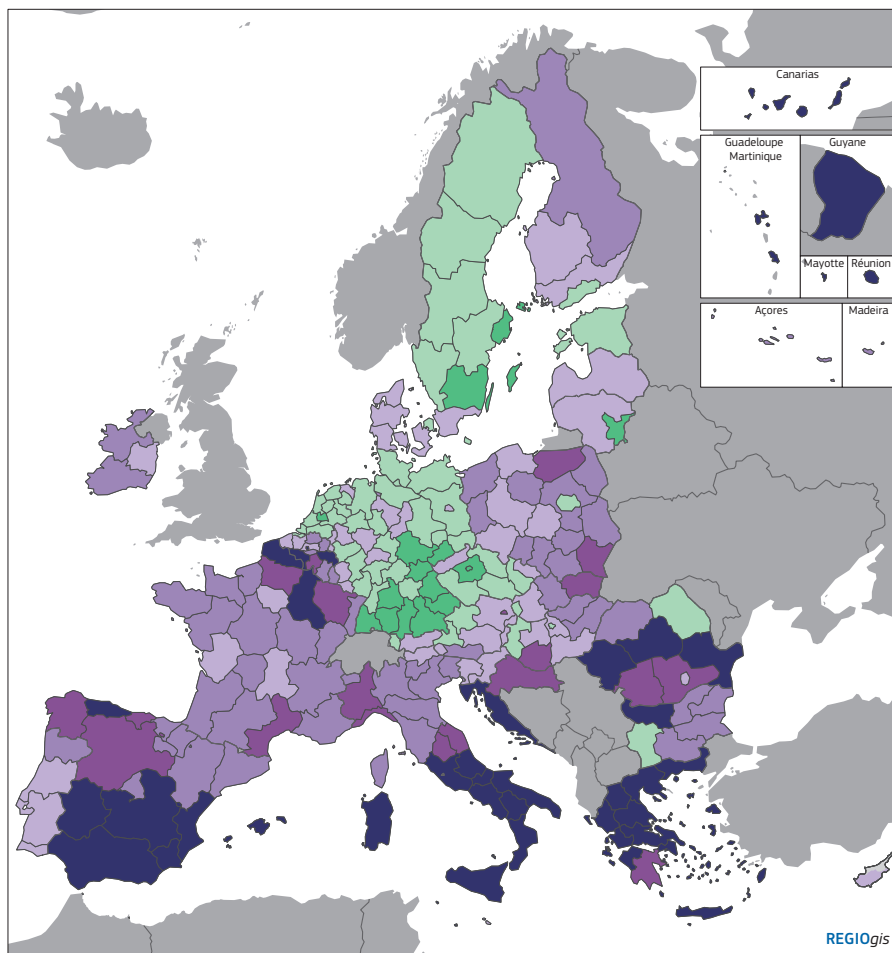 Canarias
Guadeloupe
Martinique
Guyane
Mayotte
Réunion
Açores
Madeira
REGIOgis